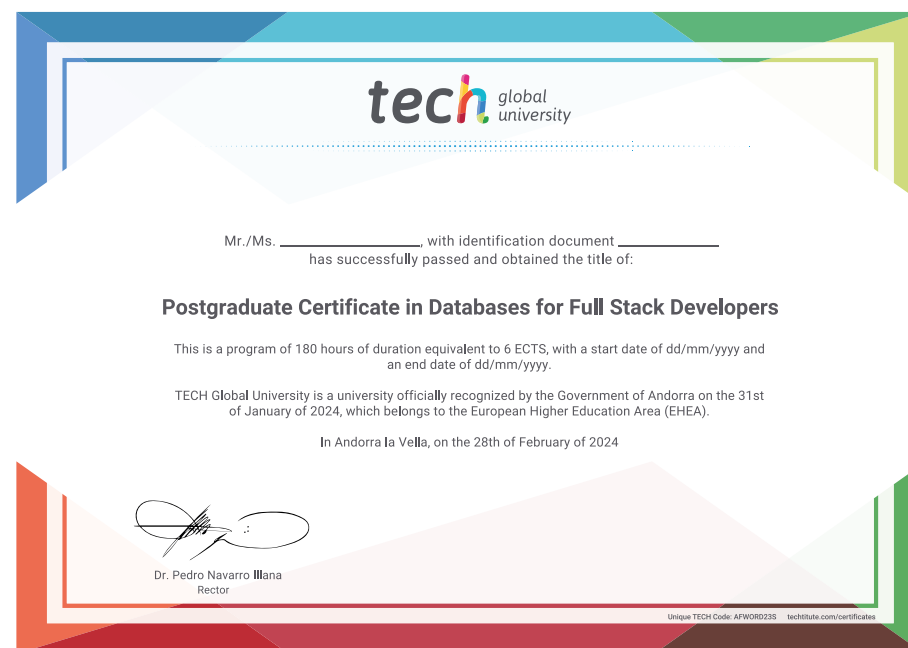 tech global university
Mr./Ms. ____________, with identification document ____________
has successfully passed and obtained the title of:
Postgraduate Certificate in Databases for Full Stack Developers
This is a program of 180 hours of duration equivalent to 6 ECTS, with a start date of dd/mm/yyyy and
an end date of dd/mm/yyyy.
TECH Global University is a university officially recognized by the Government of Andorra on the 31st
of January of 2024, which belongs to the European Higher Education Area (EHEA).
In Andorra la Vella, on the 28th of February of 2024
Dr. Pedro Navarro Illana
Rector
Unique TECH Code: AFWORD23S techtitute.com/certificates